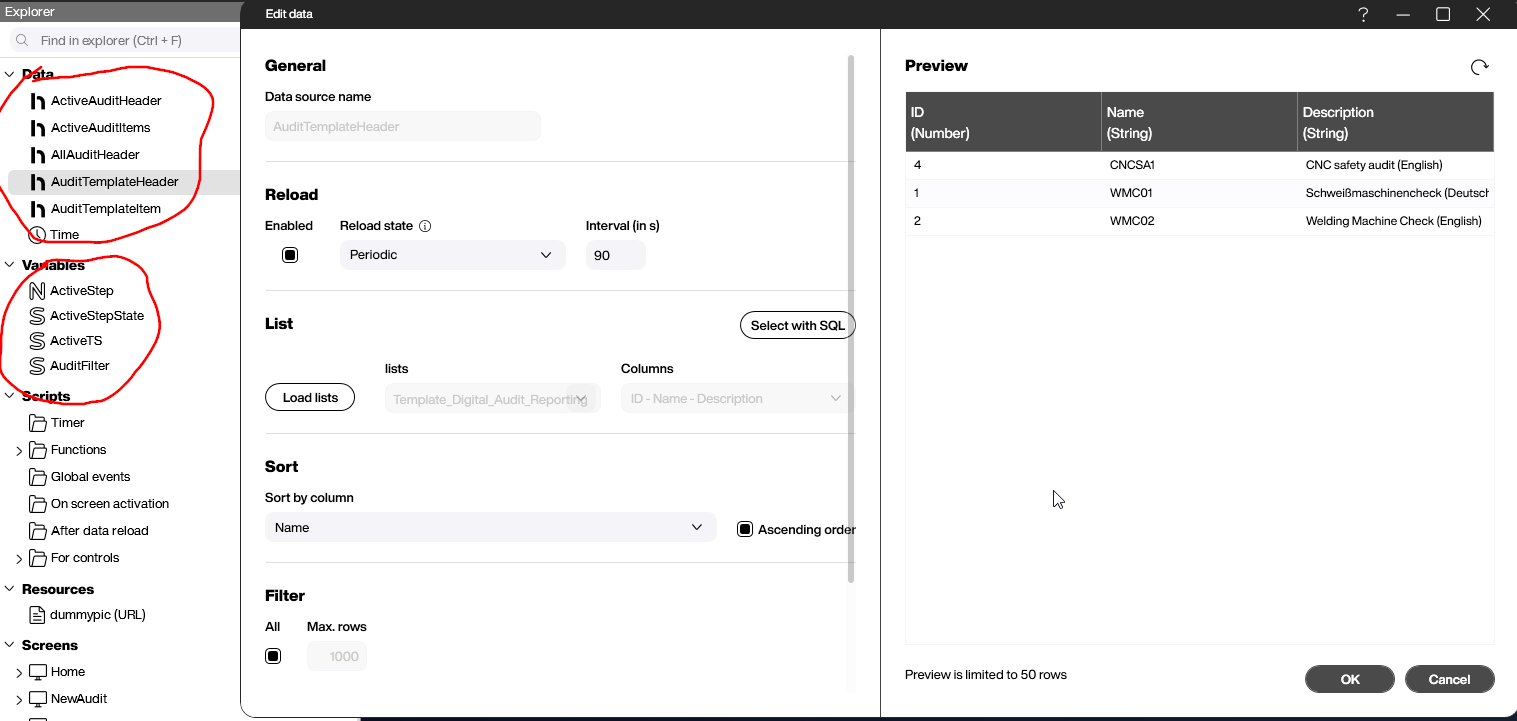 Explorer
Find in explorer (Ctrl + F)
Data
ActiveAuditHeader
ActiveAuditItems
AllAuditHeader
AuditTemplateHeader
AuditTemplateItem
Time
Variables
ActiveStep
ActiveStepState
ActiveTS
AuditFilter
Scripts
Timer
Functions
Global events
On screen activation
After data reload
For controls
Resources
dummypic (URL)
Screens
Home
NewAudit
Edit data
General
Data source name
AuditTemplateHeader
Reload
Enabled Reload state Interval (in s)
Periodic 90
List
Select with SQL
lists Columns
Load lists Template_Digital_Audit_Reporting ID - Name - Description
Sort
Sort by column
Name Ascending order
Filter
All Max. rows
1000
Preview
ID Name Description
(Number) (String) (String)
4 CNCSA1 CNC safety audit (English)
1 WMC01 Schweißmaschinencheck (Deutsch
2 WMC02 Welding Machine Check (English)
Preview is limited to 50 rows
OK Cancel